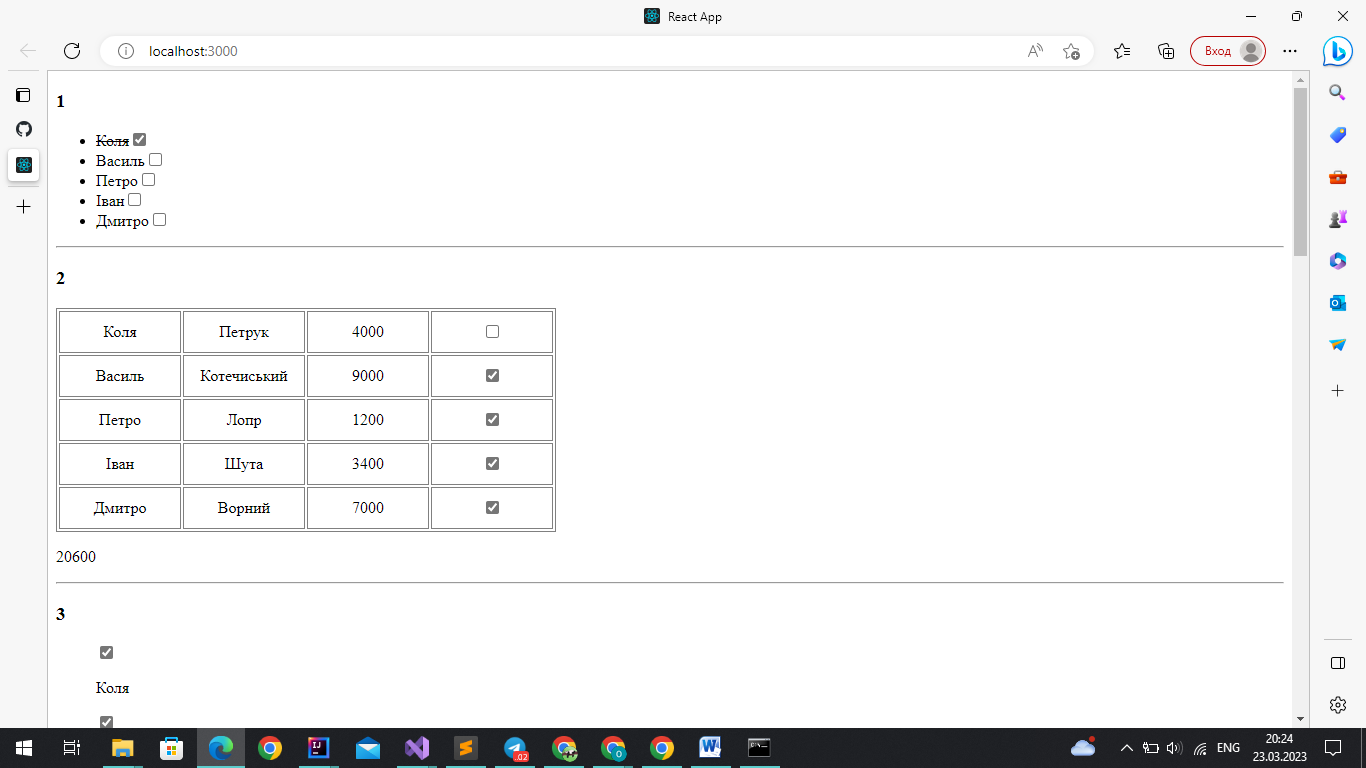 React App
localhost:3000
Вход
1
Коля
Василь
Петро
Іван
Дмитро
2
Коля Петрук 4000
Василь Котечиський 9000
Петро Лопр 1200
Іван Шута 3400
Дмитро Ворний 7000
20600
3
Коля
ENG
20:24
23.03.2023